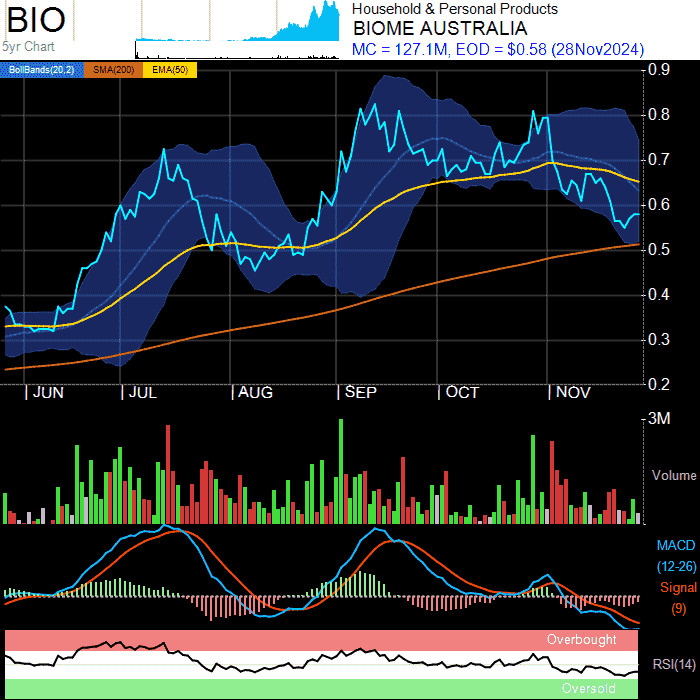 BIO
5yr Chart
Household & Personal Products
BIOME AUSTRALIA
MC = 127.1M, EOD = $0.58 (28Nov2024)
BollBands(20,2) SMA(200) EMA(50)
0.9
0.8
0.7
0.6
0.5
0.4
0.3
0.2
JUN JUL AUG SEP OCT NOV
3M
Volume
MACD
(12-26)
Signal
(9)
Overbought
RSI(14)
Oversold